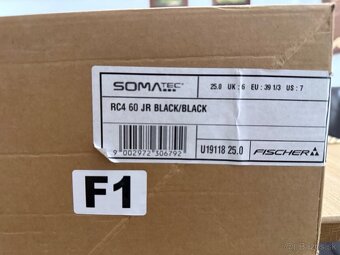 SOMATEC
25.0 UK : 6 EU : 39 1/3 US : 7
RC4 60 JR BLACK/BLACK
9 002972 306792
U19118 25.0
FISCHER
F1